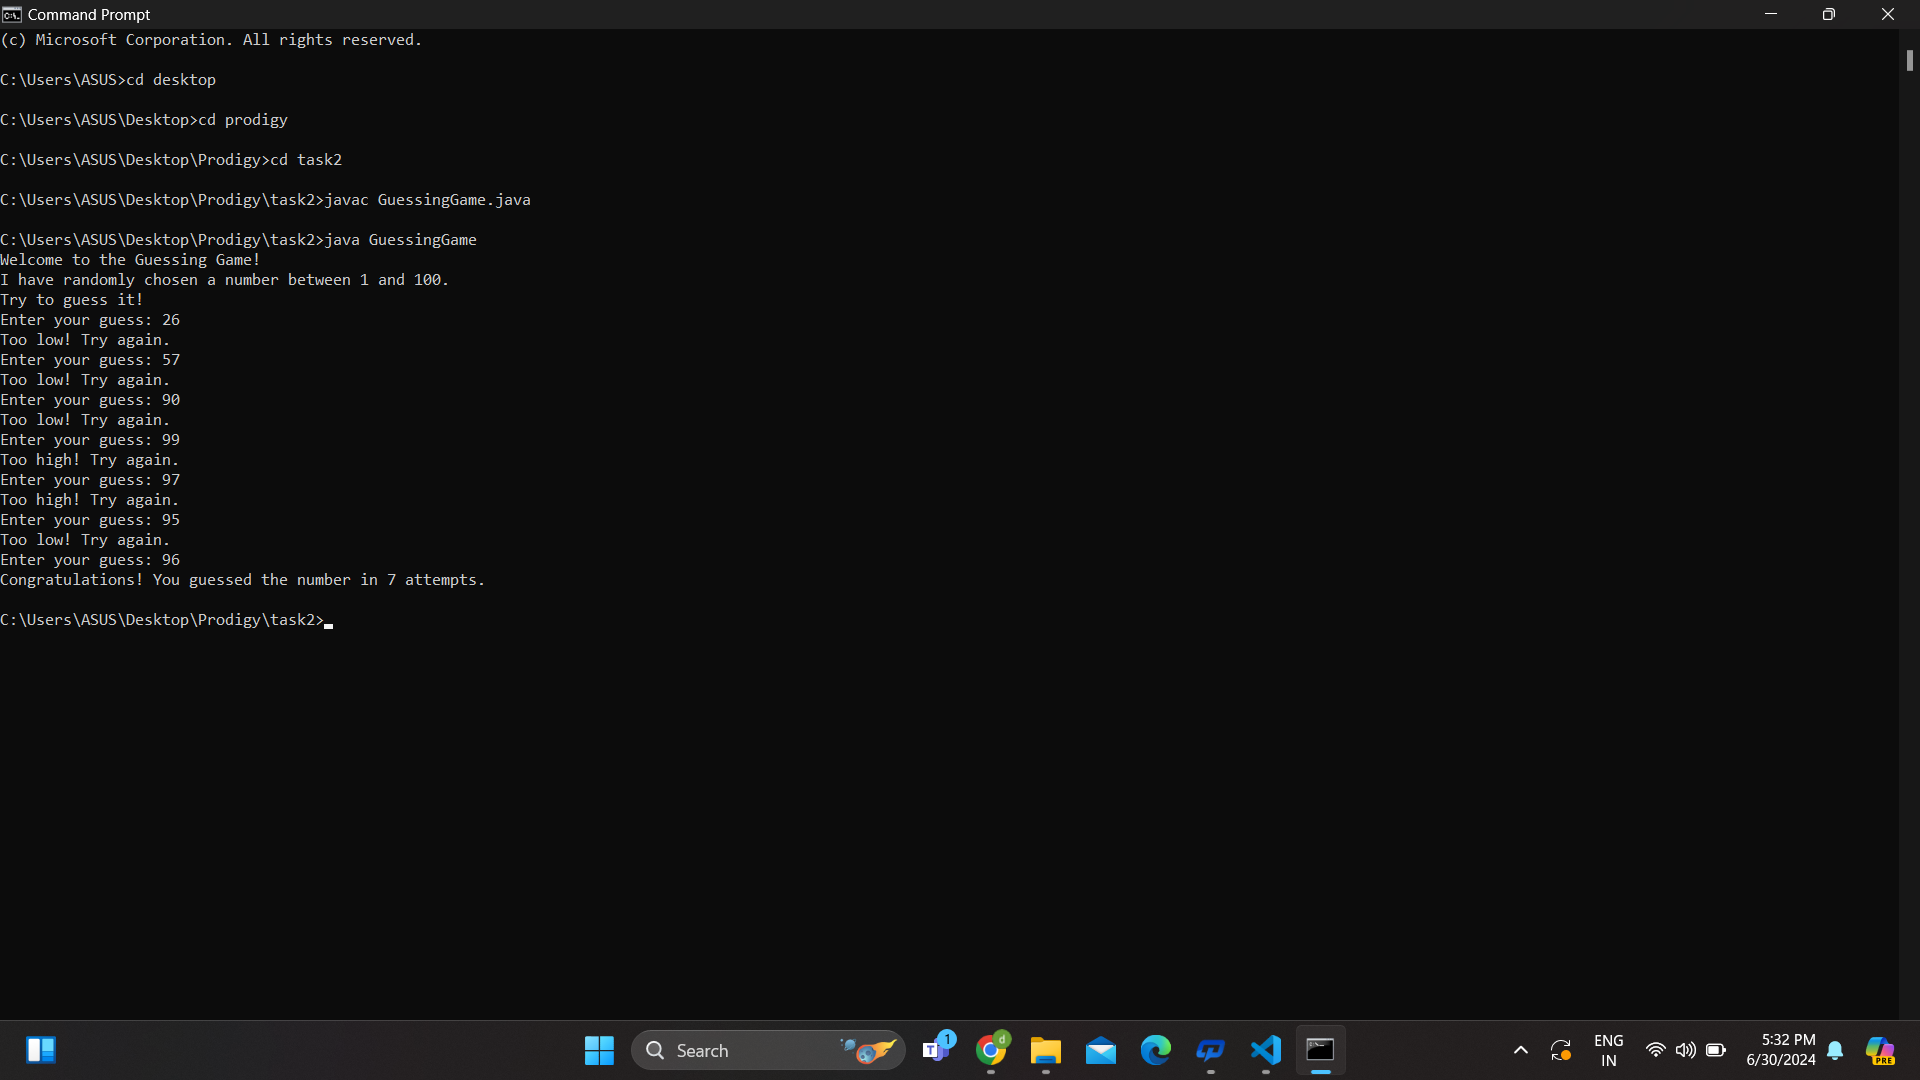 Command Prompt
(c) Microsoft Corporation. All rights reserved.
C:\Users\ASUS>cd desktop
C:\Users\ASUS\Desktop>cd prodigy
C:\Users\ASUS\Desktop\Prodigy>cd task2
C:\Users\ASUS\Desktop\Prodigy\task2>javac GuessingGame.java
C:\Users\ASUS\Desktop\Prodigy\task2>java GuessingGame
Welcome to the Guessing Game!
I have randomly chosen a number between 1 and 100.
Try to guess it!
Enter your guess: 26
Too low! Try again.
Enter your guess: 57
Too low! Try again.
Enter your guess: 90
Too low! Try again.
Enter your guess: 99
Too high! Try again.
Enter your guess: 97
Too high! Try again.
Enter your guess: 95
Too low! Try again.
Enter your guess: 96
Congratulations! You guessed the number in 7 attempts.
C:\Users\ASUS\Desktop\Prodigy\task2>
Search
1
d
ENG
IN
5:32 PM
6/30/2024
PRE